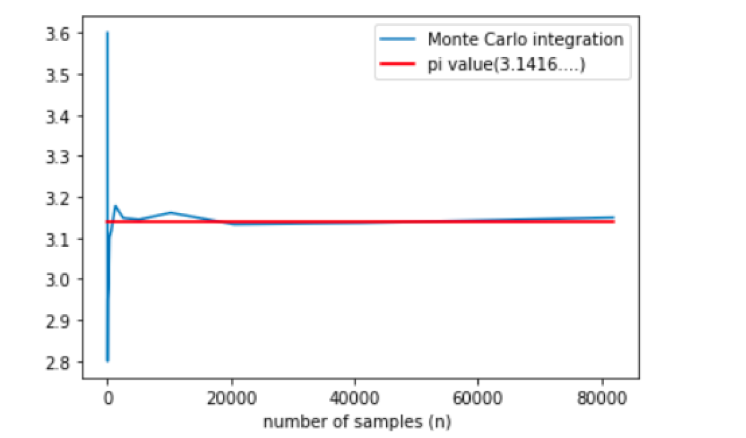 3.6
3.5
3.4
3.3
3.2
3.1
3.0
2.9
2.8
Monte Carlo integration
pi value(3.1416....)
0 20000 40000 60000 80000
number of samples (n)